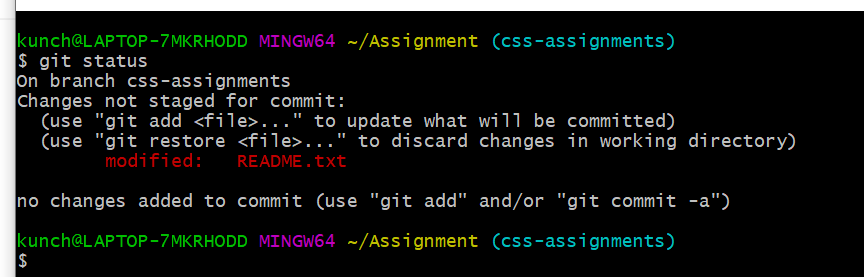 kunch@LAPTOP-7MKRHODD MINGW64 ~/Assignment (css-assignments)
$ git status
On branch css-assignments
Changes not staged for commit:
  (use "git add <file>..." to update what will be committed)
  (use "git restore <file>..." to discard changes in working directory)
        modified:   README.txt

no changes added to commit (use "git add" and/or "git commit -a")

kunch@LAPTOP-7MKRHODD MINGW64 ~/Assignment (css-assignments)
$